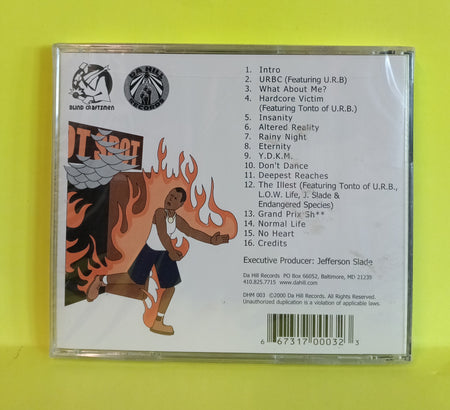 BLIND CRAFTSMEN
DA HILL
RECORDS
OT SPOT
1. Intro
2. URBC (Featuring U.R.B)
3. What About Me?
4. Hardcore Victim
(Featuring Tonto of U.R.B.)
5. Insanity
6. Altered Reality
7. Rainy Night
8. Eternity
9. Y.D.K.M.
10. Don't Dance
11. Deepest Reaches
12. The Illest (Featuring Tonto of U.R.B.,
L.O.W. Life, J. Slade &
Endangered Species)
13. Grand Prix Sh**
14. Normal Life
15. No Heart
16. Credits
Executive Producer: Jefferson Slade
Da Hill Records PO Box 66052, Baltimore, MD 21239
410.825.7715 www.dahill.com
DHM 003 ©2000 Da Hill Records. All Rights Reserved.
Unauthorized duplication is a violation of applicable laws.
6 67317 00032 3